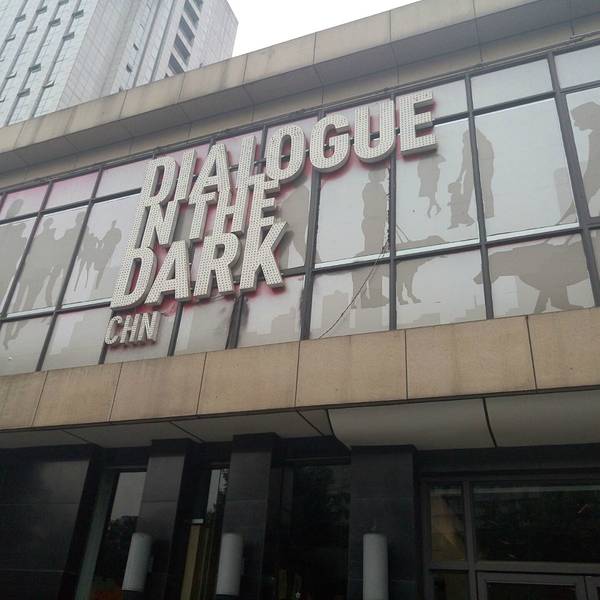 DIALOGUE
IN THE
DARK
CHN